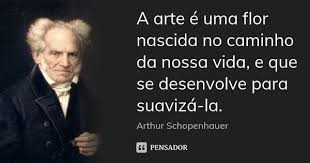 A arte é uma flor
nascida no caminho
da nossa vida, e que
se desenvolve para
suavizá-la.
Arthur Schopenhauer
PENSADOR